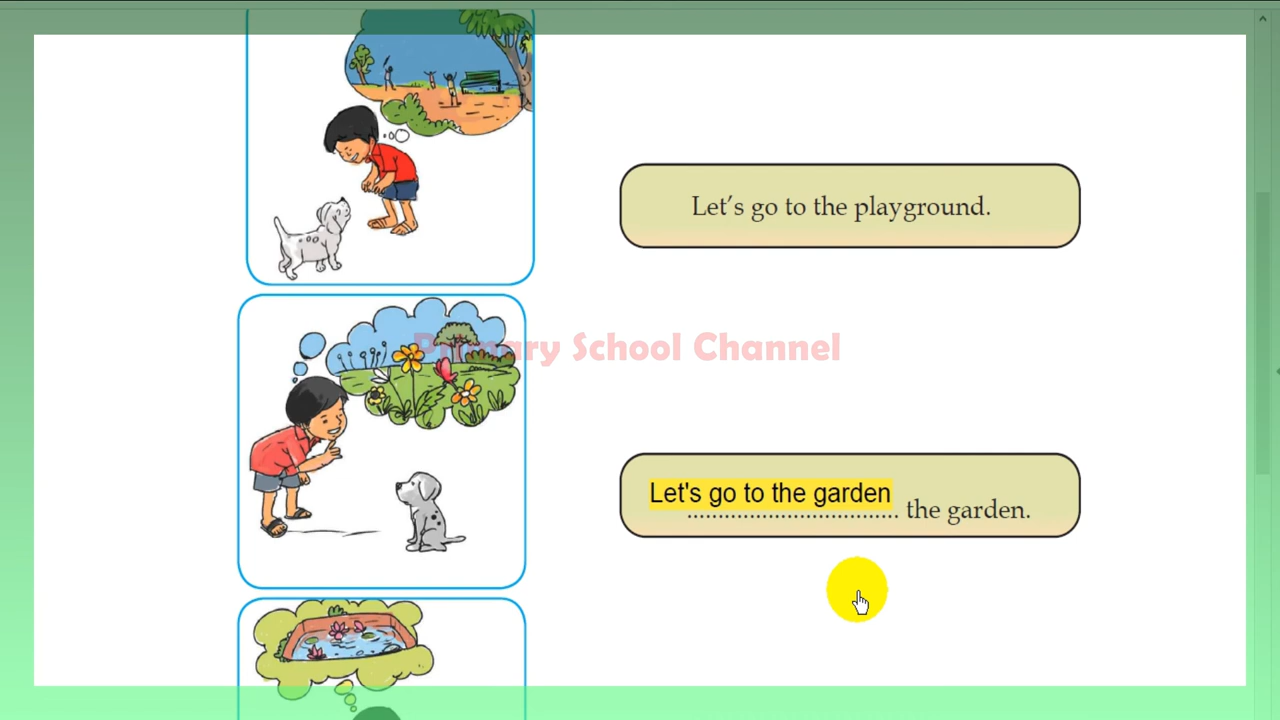 Let's go to the playground.
Primary School Channel
Let's go to the garden
................................. the garden.